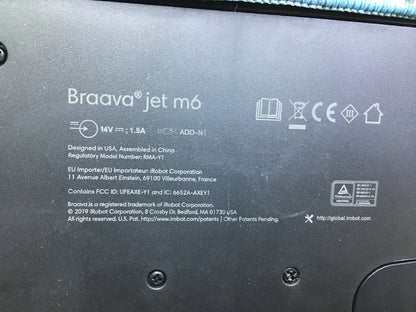 Braava® jet m6
14V ⎓ ; 1.5A ADD-N1
Designed in USA, Assembled in China
Regulatory Model Number: RMA-Y1
EU Importer/EU Importateur: iRobot Corporation
11 Avenue Albert Einstein, 69100 Villeurbanne, France
Contains FCC ID: UFEAXE-Y1 and IC: 6652A-AXEY1
Braava is a registered trademark of iRobot Corporation.
© 2019 iRobot Corporation, 8 Crosby Dr. Bedford, MA 01730 USA
All rights reserved. U.S. Pat. http://www.irobot.com/patents / Other Patents Pending.
CE
III
http://global.irobot.com